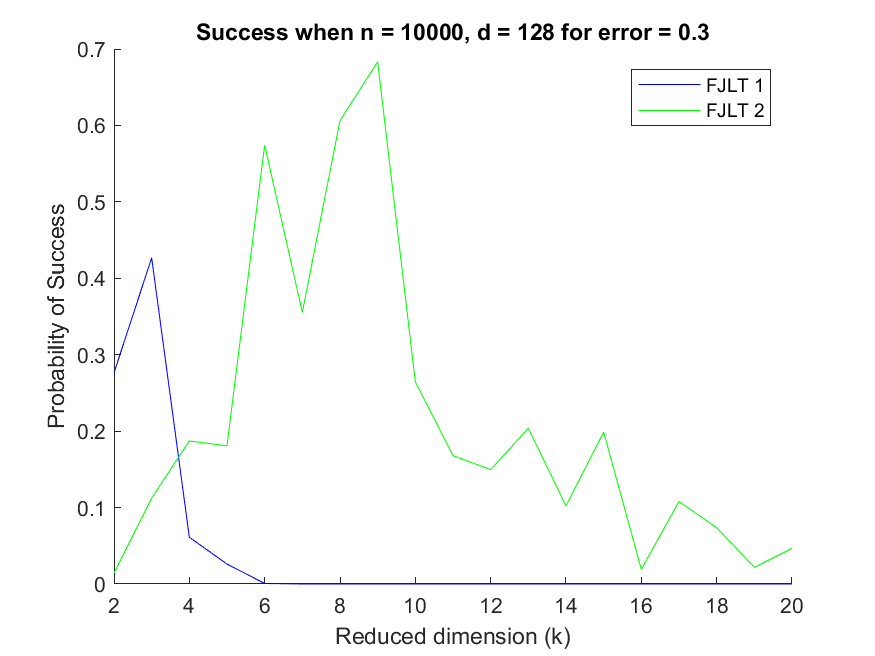 Success when n = 10000, d = 128 for error = 0.3
FJLT 1
FJLT 2
Probability of Success
0.7
0.6
0.5
0.4
0.3
0.2
0.1
0
2 4 6 8 10 12 14 16 18 20
Reduced dimension (k)